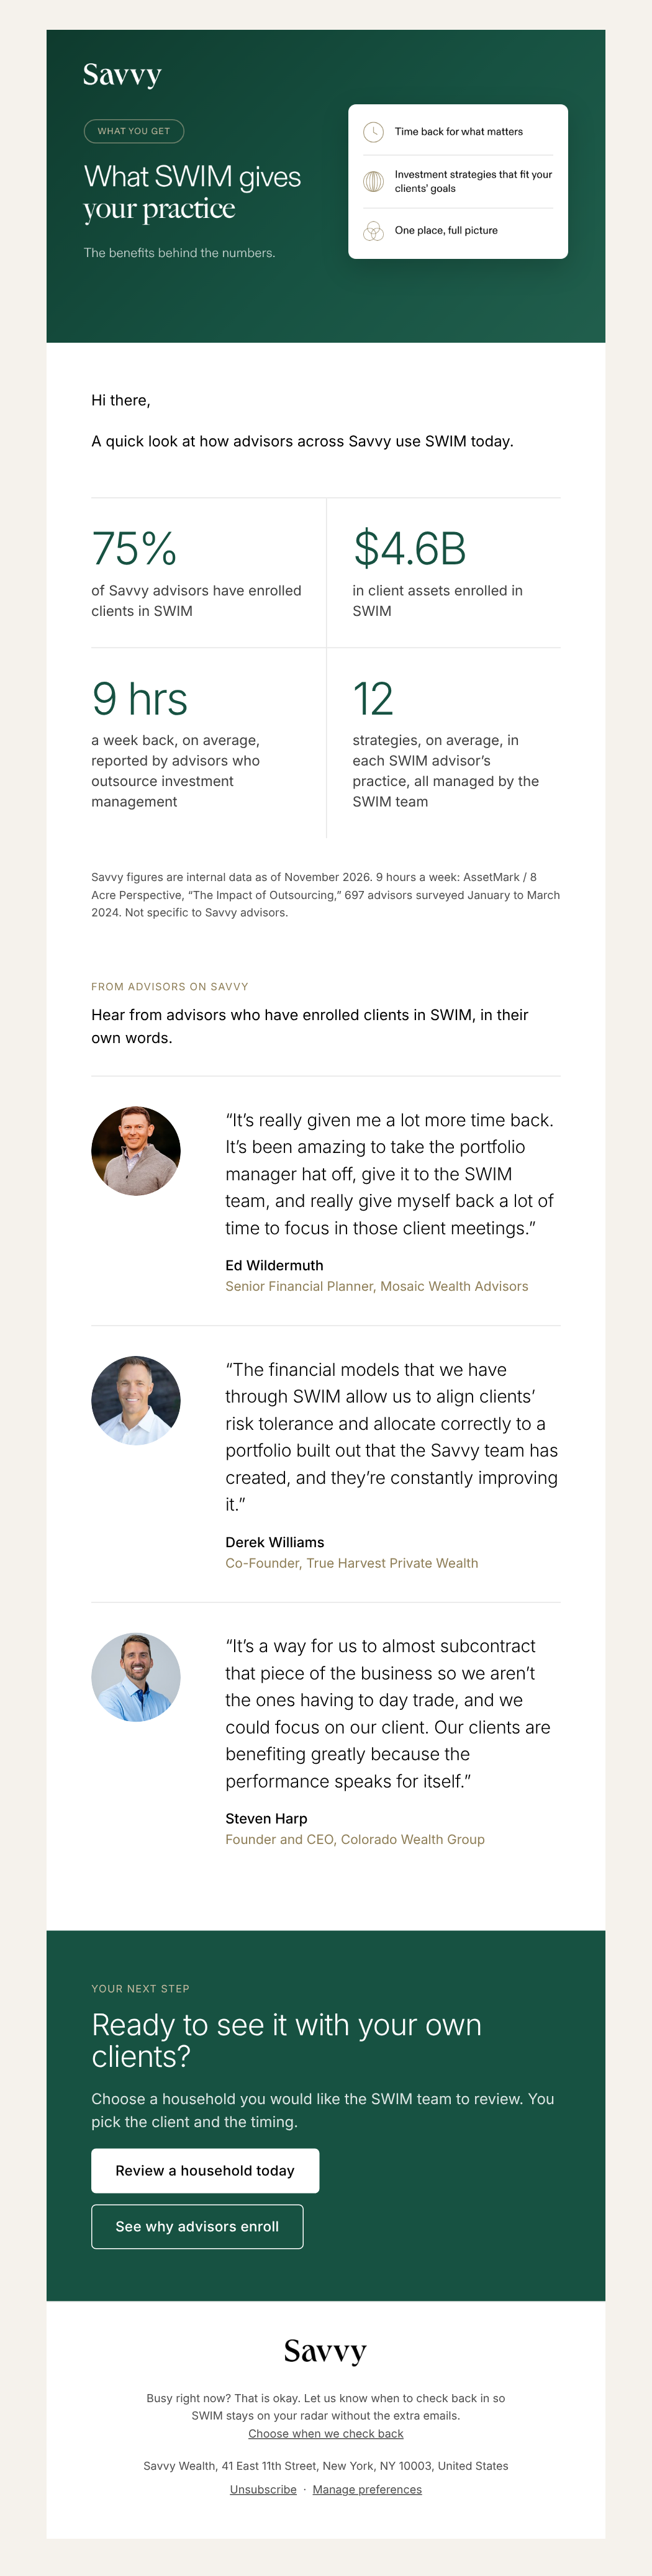 Savvy
WHAT YOU GET
What SWIM gives
your practice
The benefits behind the numbers.
Time back for what matters
Investment strategies that fit your
clients’ goals
One place, full picture
Hi there,
A quick look at how advisors across Savvy use SWIM today.
75%
of Savvy advisors have enrolled
clients in SWIM
$4.6B
in client assets enrolled in
SWIM
9 hrs
a week back, on average,
reported by advisors who
outsource investment
management
12
strategies, on average, in
each SWIM advisor’s
practice, all managed by the
SWIM team
Savvy figures are internal data as of November 2026. 9 hours a week: AssetMark / 8
Acre Perspective, “The Impact of Outsourcing,” 697 advisors surveyed January to March
2024. Not specific to Savvy advisors.
FROM ADVISORS ON SAVVY
Hear from advisors who have enrolled clients in SWIM, in their
own words.
“It’s really given me a lot more time back.
It’s been amazing to take the portfolio
manager hat off, give it to the SWIM
team, and really give myself back a lot of
time to focus in those client meetings.”
Ed Wildermuth
Senior Financial Planner, Mosaic Wealth Advisors
“The financial models that we have
through SWIM allow us to align clients’
risk tolerance and allocate correctly to a
portfolio built out that the Savvy team has
created, and they’re constantly improving
it.”
Derek Williams
Co-Founder, True Harvest Private Wealth
“It’s a way for us to almost subcontract
that piece of the business so we aren’t
the ones having to day trade, and we
could focus on our client. Our clients are
benefiting greatly because the
performance speaks for itself.”
Steven Harp
Founder and CEO, Colorado Wealth Group
YOUR NEXT STEP
Ready to see it with your own
clients?
Choose a household you would like the SWIM team to review. You
pick the client and the timing.
Review a household today
See why advisors enroll
Savvy
Busy right now? That is okay. Let us know when to check back in so
SWIM stays on your radar without the extra emails.
Choose when we check back
Savvy Wealth, 41 East 11th Street, New York, NY 10003, United States
Unsubscribe · Manage preferences